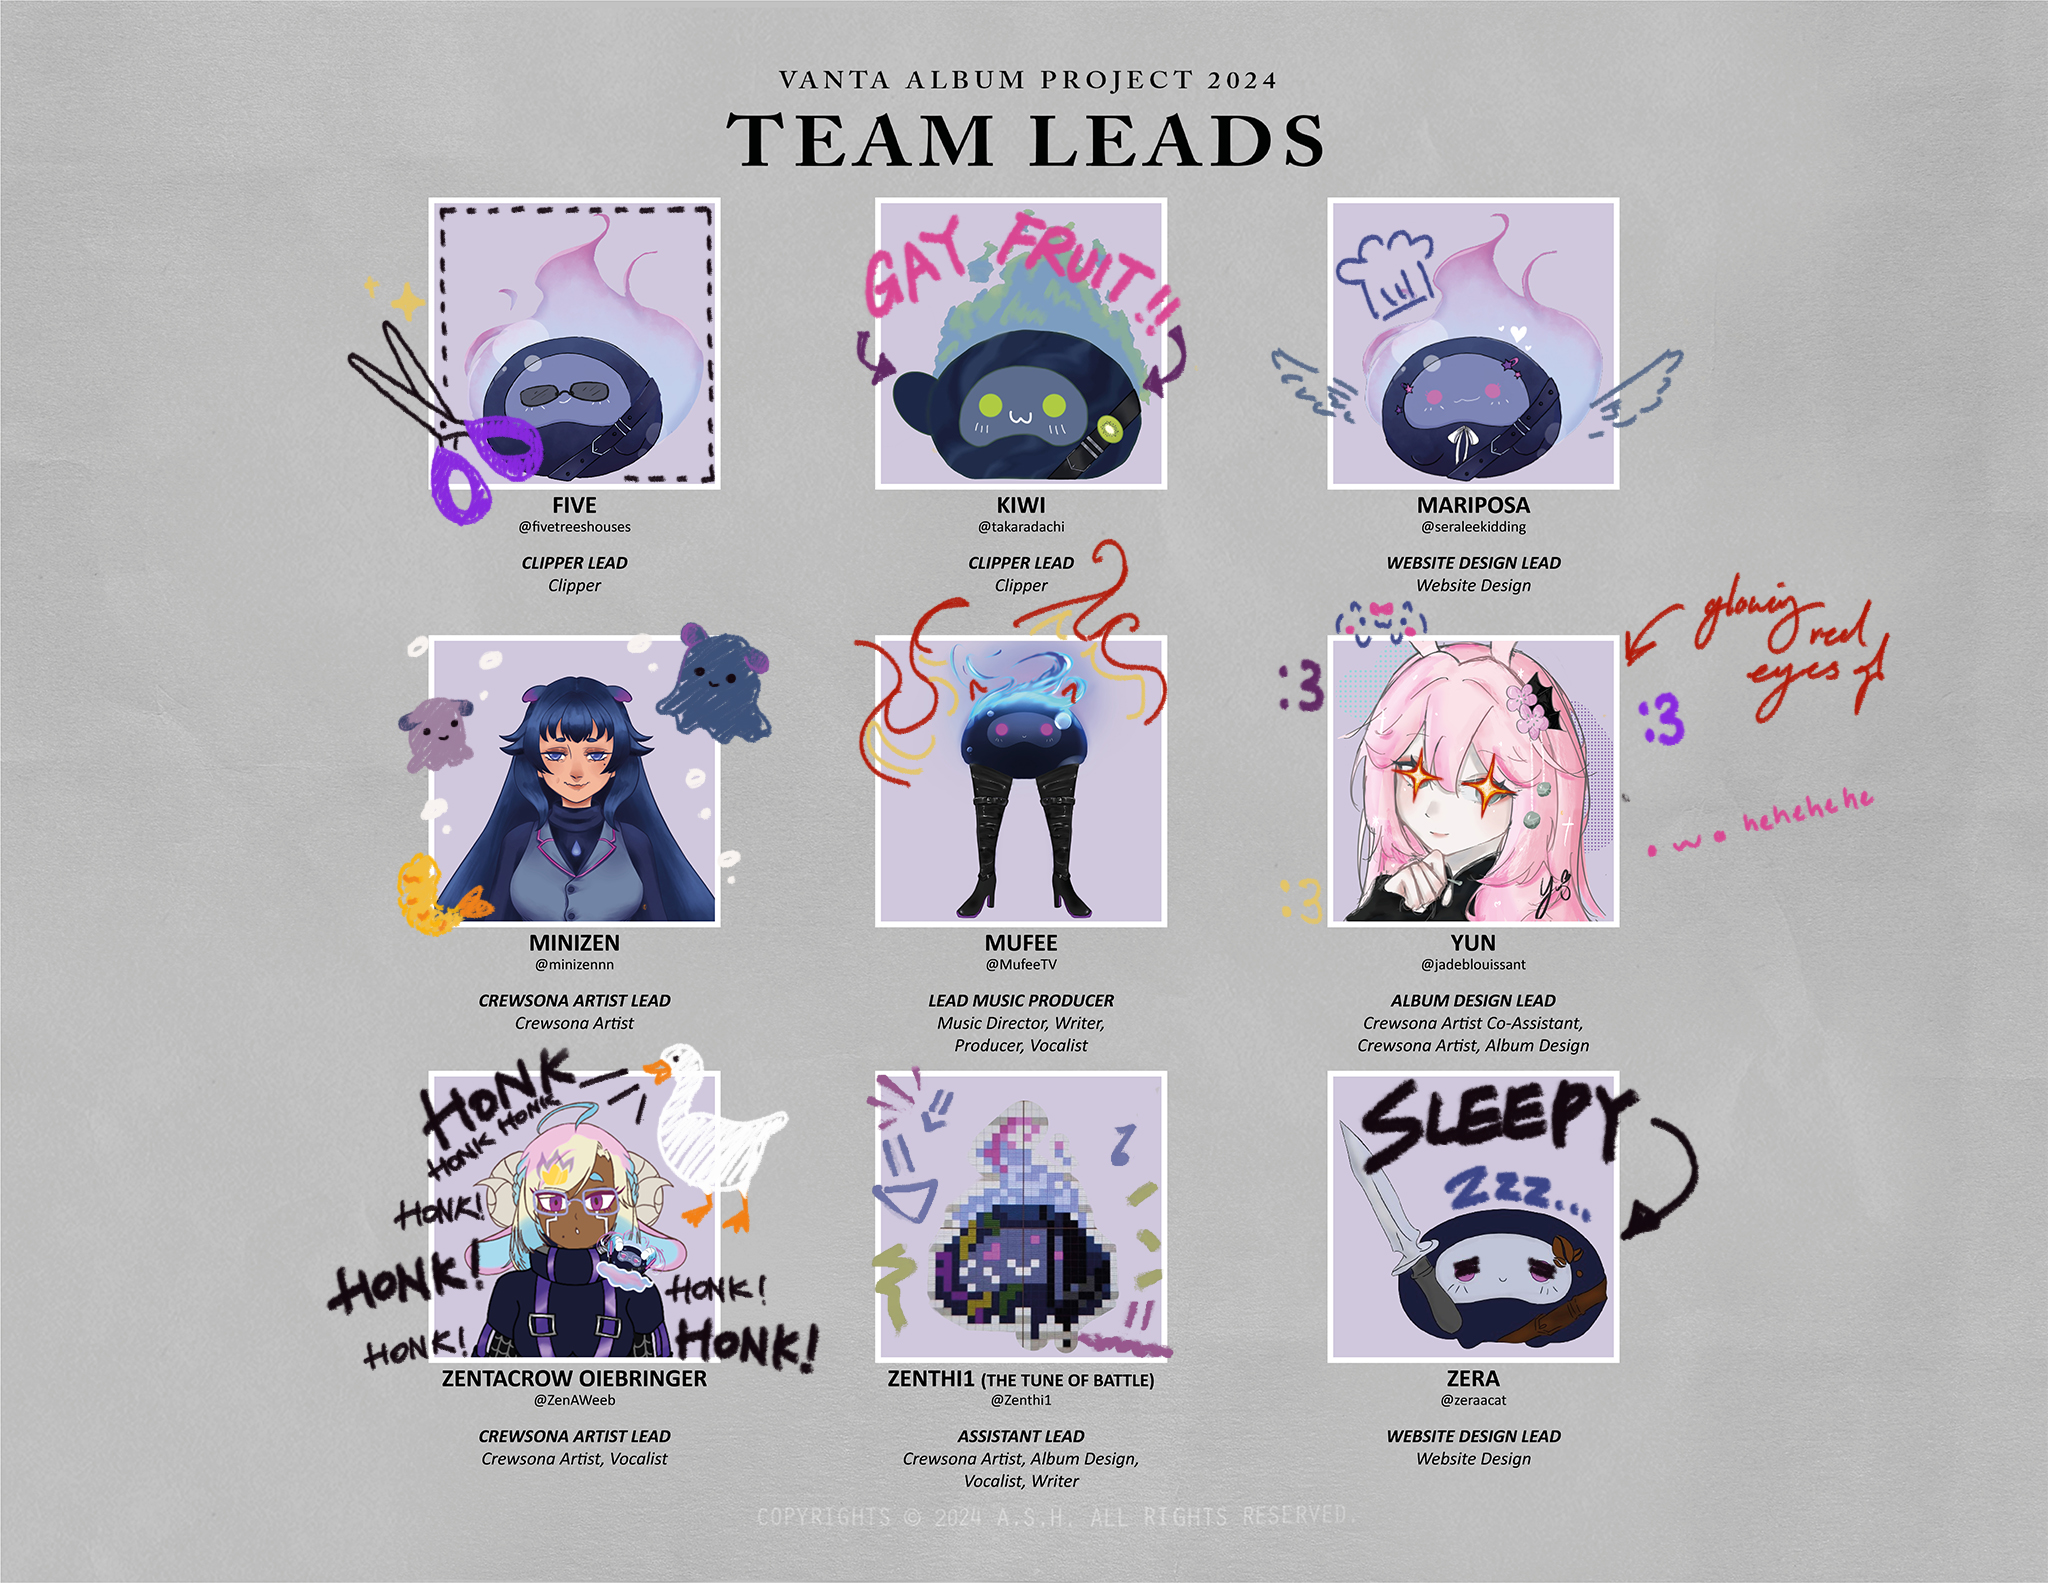 VANTA ALBUM PROJECT 2024
TEAM LEADS
GAY FRUIT!!
FIVE
@fivetreeshouses
CLIPPER LEAD
Clipper
KIWI
@takaradachi
CLIPPER LEAD
Clipper
MARIPOSA
@seraleekidding
WEBSITE DESIGN LEAD
Website Design
:3
glowing
red
eyes
:3
:3
• w • hehehehe
MINIZEN
@minizennn
CREWSONA ARTIST LEAD
Crewsona Artist
MUFEE
@MufeeTV
LEAD MUSIC PRODUCER
Music Director, Writer,
Producer, Vocalist
YUN
@jadeblouissant
ALBUM DESIGN LEAD
Crewsona Artist Co-Assistant,
Crewsona Artist, Album Design
HONK
HONK HONK
HONK!
HONK!
HONK!
HONK!
HONK!
SLEEPY
zzz...
ZENTACROW OIEBRINGER
@ZenAWeeb
CREWSONA ARTIST LEAD
Crewsona Artist, Vocalist
ZENTHI1 (THE TUNE OF BATTLE)
@Zenthi1
ASSISTANT LEAD
Crewsona Artist, Album Design,
Vocalist, Writer
ZERA
@zeraacat
WEBSITE DESIGN LEAD
Website Design
COPYRIGHTS © 2024 A.S.H. ALL RIGHTS RESERVED.